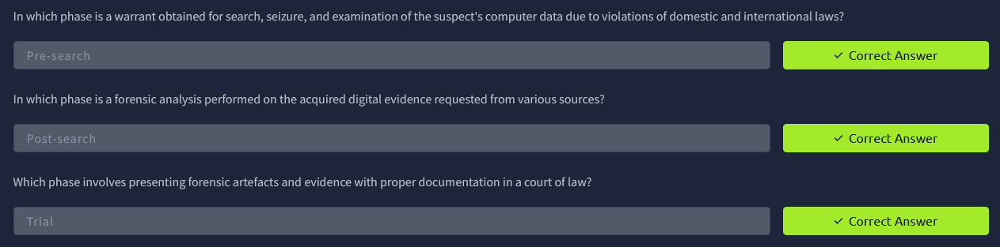 In which phase is a warrant obtained for search, seizure, and examination of the suspect's computer data due to violations of domestic and international laws?
Pre-search
✓ Correct Answer
In which phase is a forensic analysis performed on the acquired digital evidence requested from various sources?
Post-search
✓ Correct Answer
Which phase involves presenting forensic artefacts and evidence with proper documentation in a court of law?
Trial
✓ Correct Answer